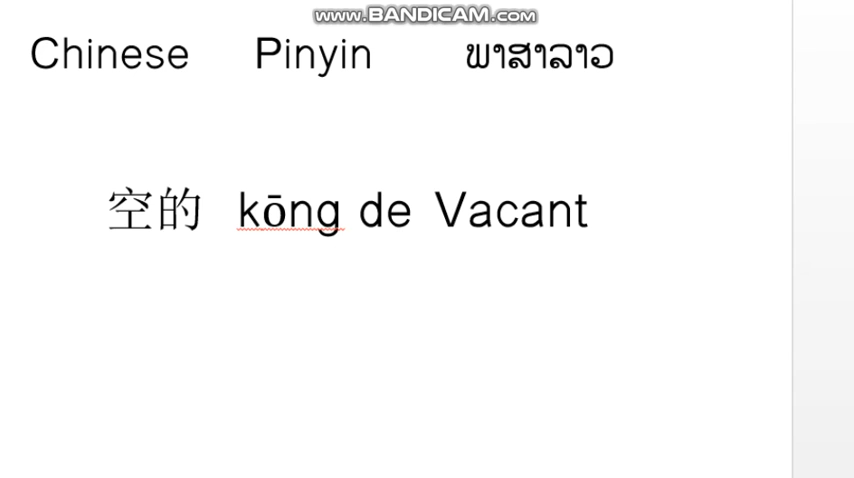 www.BANDICAM.com
Chinese Pinyin ພາສາລາວ
空的 kōng de Vacant